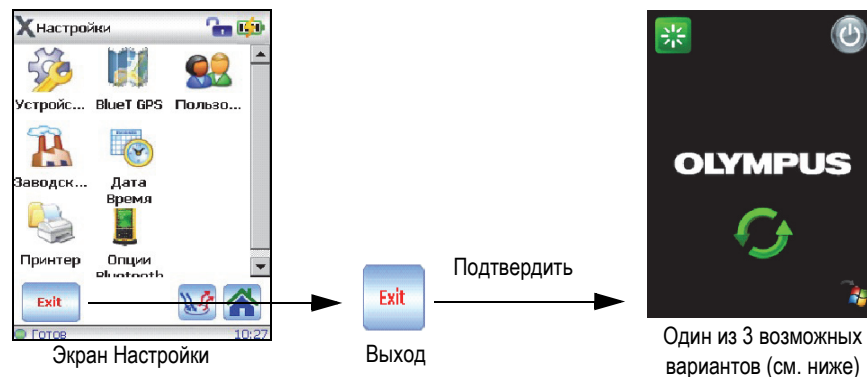 Настройки
Устройс... BlueT GPS Пользо...
Заводск... Дата
Время
Принтер Опции
Bluetooth
Exit
Готов 10:27
Экран Настройки
Exit
Выход
Подтвердить
OLYMPUS
Один из 3 возможных
вариантов (см. ниже)